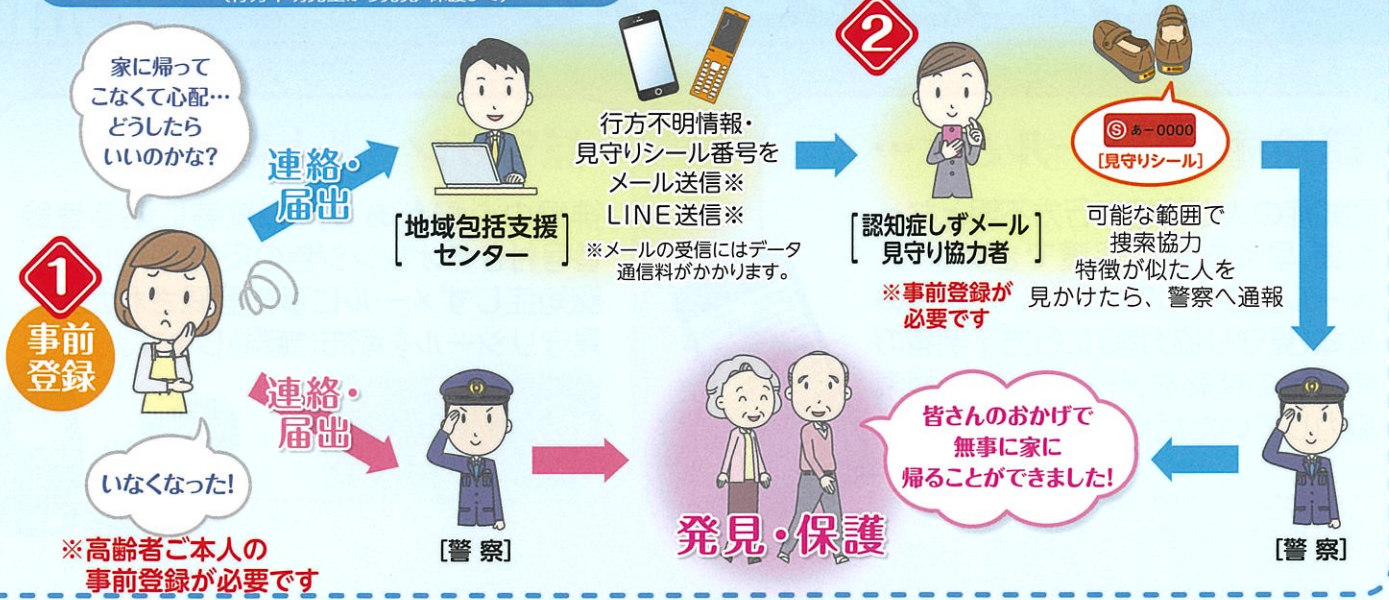 家に帰って
こなくて心配…
どうしたら
いいのかな?
連絡・
届出
[地域包括支援
センター]
行方不明情報・
見守りシール番号を
メール送信※
LINE送信※
※メールの受信にはデータ
通信料がかかります。
2
[認知症しずメール
見守り協力者]
※事前登録が
必要です
Ⓢ あー0000
[見守りシール]
可能な範囲で
捜索協力
特徴が似た人を
見かけたら、警察へ通報
1
事前
登録
いなくなった!
※高齢者ご本人の
事前登録が必要です
連絡・
届出
[警 察]
発見・保護
皆さんのおかげで
無事に家に
帰ることができました!
[警 察]